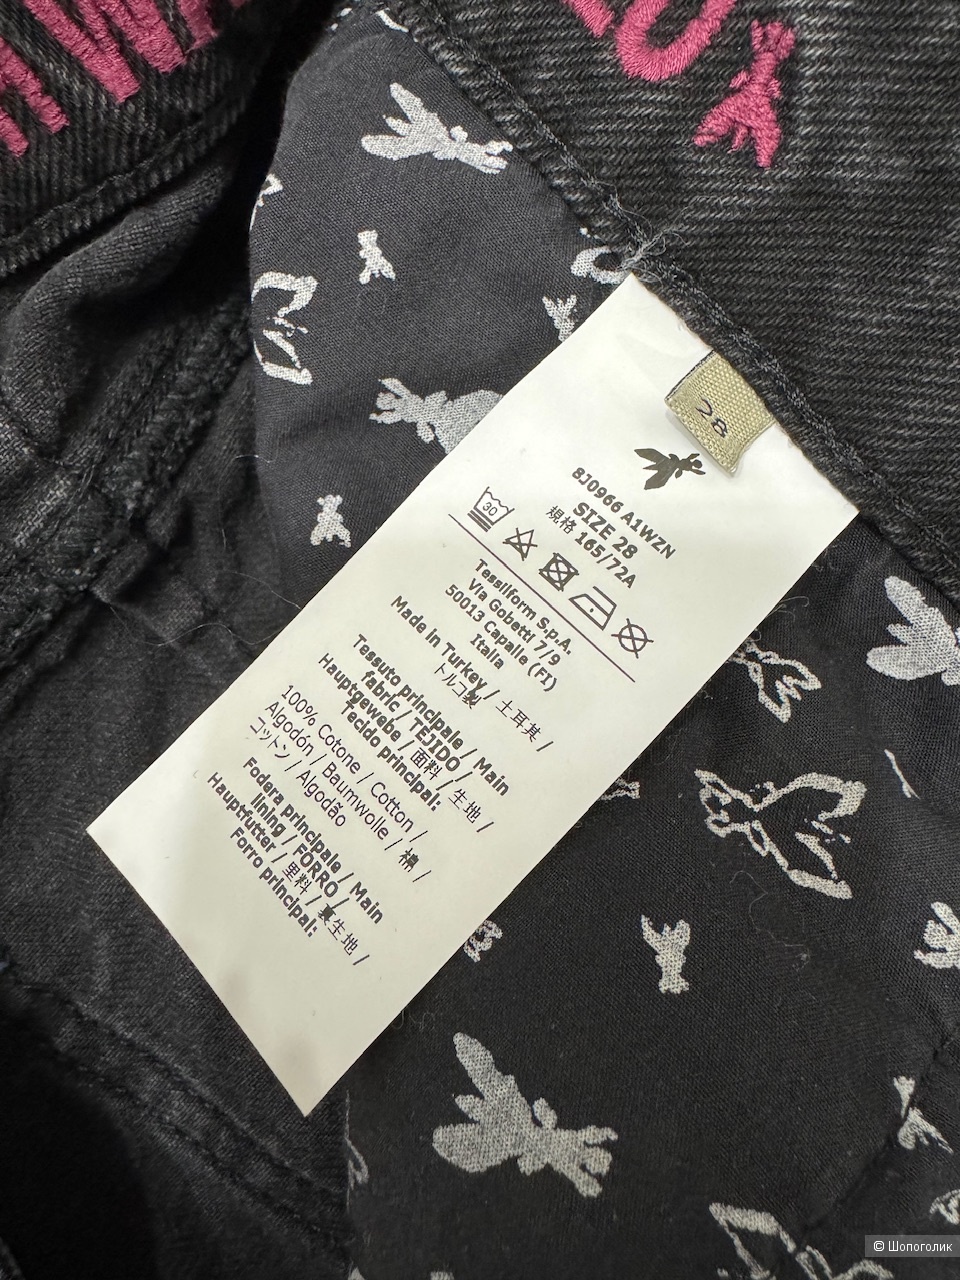 28
8J0966 A1WZN
SIZE 28
規格 165/72A
30
Tessilform S.p.A.
Via Gobetti 7/9
50013 Capalle (FI)
Italia
Made in Turkey / 土耳其 /
トルコ製
Tessuto principale / Main
fabric / TEJIDO /
Hauptgewebe / 面料 / 生地 /
Tecido principal:
100% Cotone / Cotton /
Algodón / Baumwolle / 棉 /
コットン / Algodão
Fodera principale / Main
lining / FORRO /
Hauptfutter / 里料 / 裏生地 /
Forro principal:
© Шопоголик